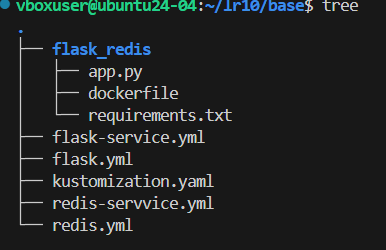 vboxuser@ubuntu24-04:~/lr10/base$ tree
.
├── flask_redis
│   ├── app.py
│   ├── dockerfile
│   └── requirements.txt
├── flask-service.yml
├── flask.yml
├── kustomization.yaml
├── redis-servvice.yml
└── redis.yml